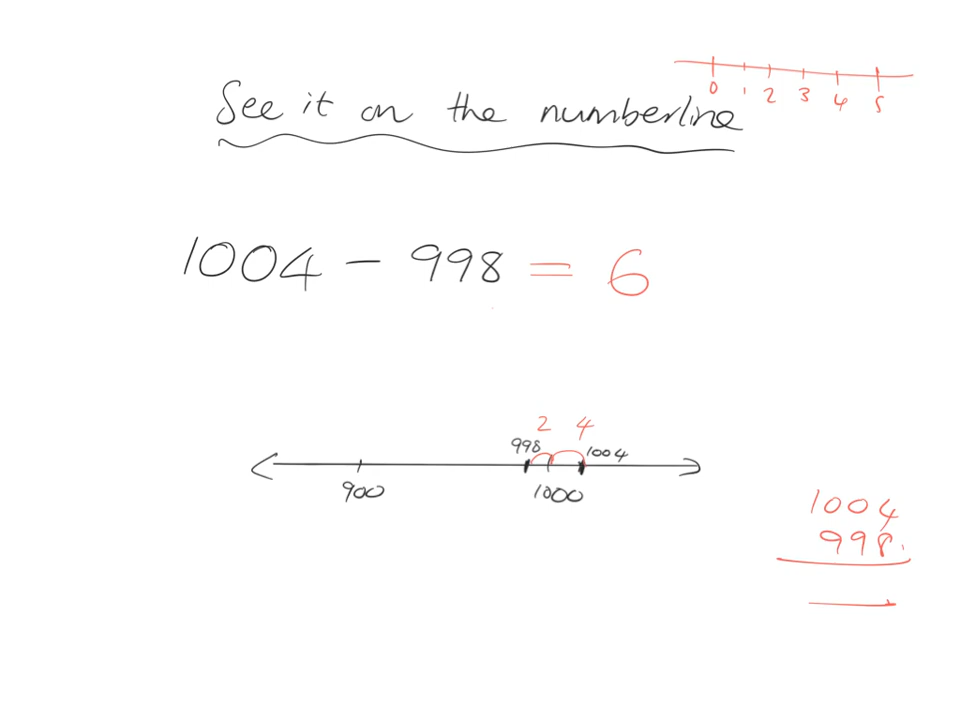 See it on the numberline
0 1 2 3 4 5
1004 - 998 = 6
2 4
998 1004
900 1000
1004
998